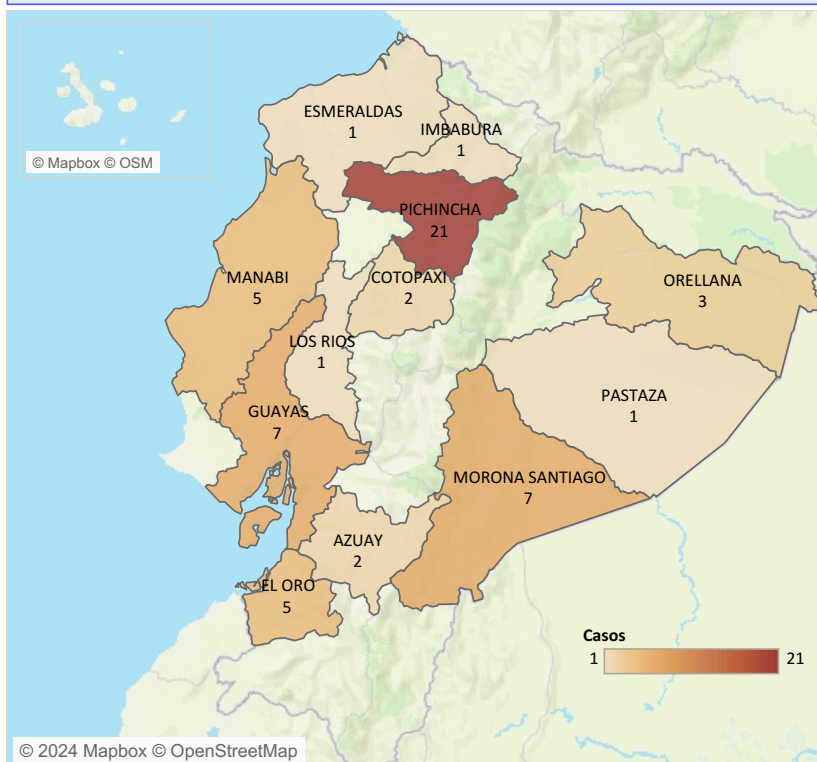 © Mapbox © OSM
ESMERALDAS
1
IMBABURA
1
PICHINCHA
21
MANABI
5
COTOPAXI
2
ORELLANA
3
LOS RIOS
1
PASTAZA
1
GUAYAS
7
MORONA SANTIAGO
7
AZUAY
2
EL ORO
5
Casos
1 21
© 2024 Mapbox © OpenStreetMap